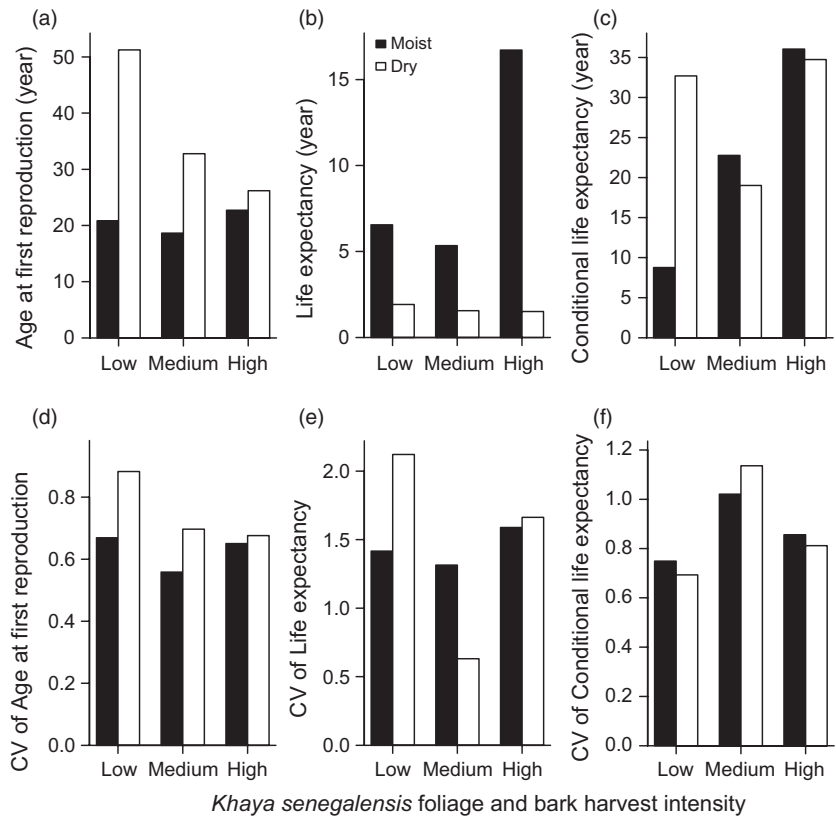 (a)
Age at first reproduction (year)
50
40
30
20
10
0
Low Medium High
(b)
Life expectancy (year)
15
10
5
0
Moist
Dry
Low Medium High
(c)
Conditional life expectancy (year)
35
30
25
20
15
10
5
0
Low Medium High
(d)
CV of Age at first reproduction
0.8
0.6
0.4
0.2
0.0
Low Medium High
(e)
CV of Life expectancy
2.0
1.5
1.0
0.5
0.0
Low Medium High
(f)
CV of Conditional life expectancy
1.2
1.0
0.8
0.6
0.4
0.2
0.0
Low Medium High
Khaya senegalensis foliage and bark harvest intensity